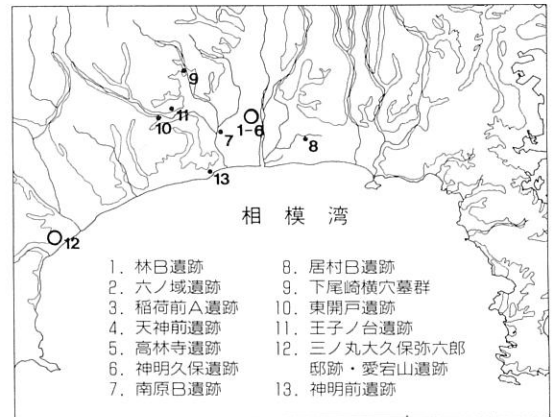 9
11
10
7
1-6
8
13
12
相模湾
1. 林B遺跡
2. 六ノ域遺跡
3. 稲荷前A遺跡
4. 天神前遺跡
5. 高林寺遺跡
6. 神明久保遺跡
7. 南原B遺跡
8. 居村B遺跡
9. 下尾崎横穴墓群
10. 東開戸遺跡
11. 王子ノ台遺跡
12. 三ノ丸大久保弥六郎
邸跡・愛宕山遺跡
13. 神明前遺跡